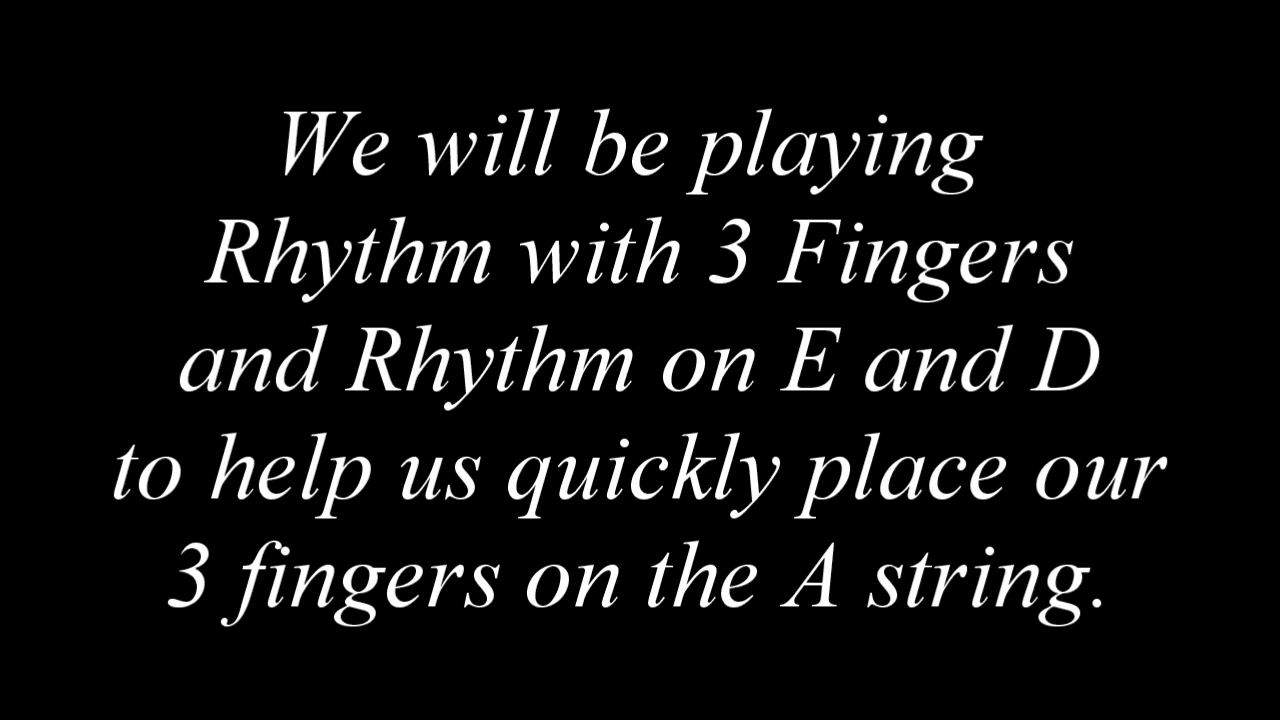 We will be playing
Rhythm with 3 Fingers
and Rhythm on E and D
to help us quickly place our
3 fingers on the A string.